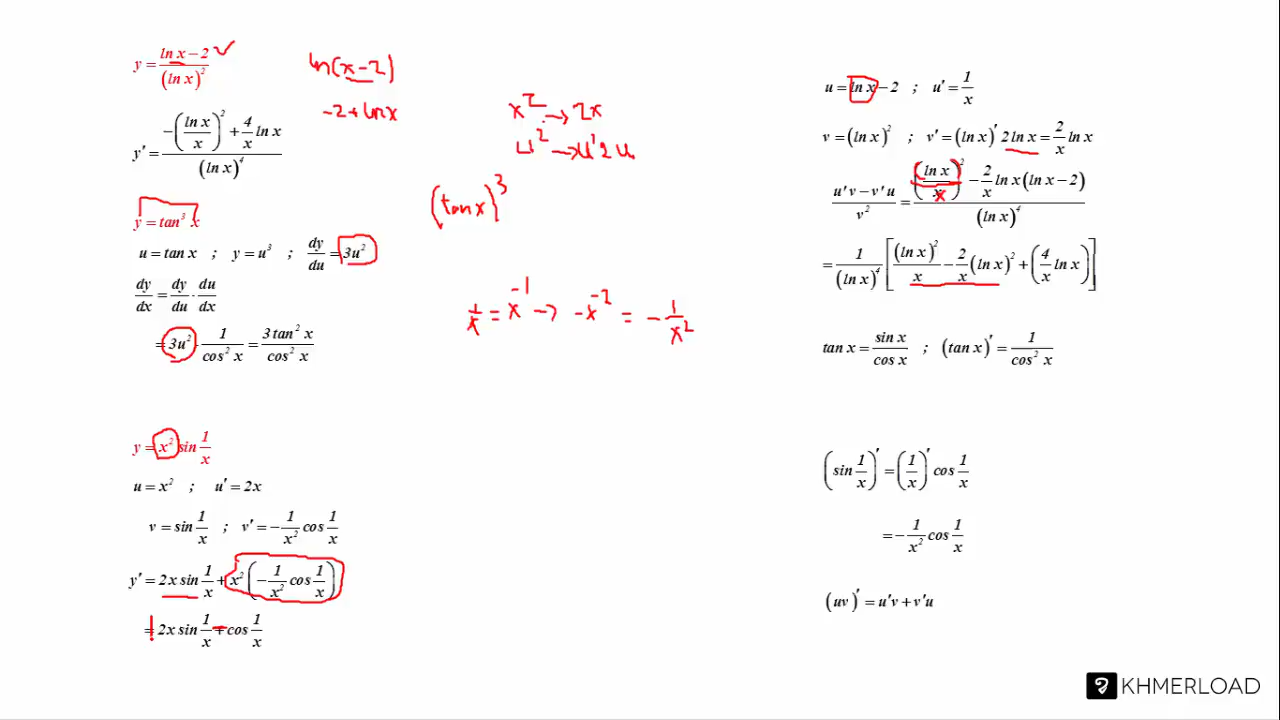 y = (ln x − 2)/(ln x)² ✓
y′ = (−(ln x/x)² + (4/x) ln x)/(ln x)⁴
ln(x−2)
-2+lnx
x² → 2x
u² → u'2u
y = tan³ x
u = tan x ; y = u³ ; dy/du = 3u²
dy/dx = dy/du · du/dx
= 3u² · 1/cos² x = 3 tan² x/cos² x
(tanx)³
1/x = x⁻¹ → -x⁻² = -1/x²
y = x² sin 1/x
u = x² ; u′ = 2x
v = sin 1/x ; v′ = −1/x² cos 1/x
y′ = 2x sin 1/x + x² (−1/x² cos 1/x)
= 2x sin 1/x + cos 1/x
u = ln x − 2 ; u′ = 1/x
v = (ln x)² ; v′ = (ln x)′ 2 ln x = 2/x ln x
(u′v − v′u)/v² = ((ln x/x)² − 2/x ln x (ln x − 2))/(ln x)⁴
= 1/(ln x)⁴ [(ln x)²/x − 2/x (ln x)² + (4/x ln x)]
tan x = sin x/cos x ; (tan x)′ = 1/cos² x
(sin 1/x)′ = (1/x)′ cos 1/x
= −1/x² cos 1/x
(uv)′ = u′v + v′u
KHMERLOAD